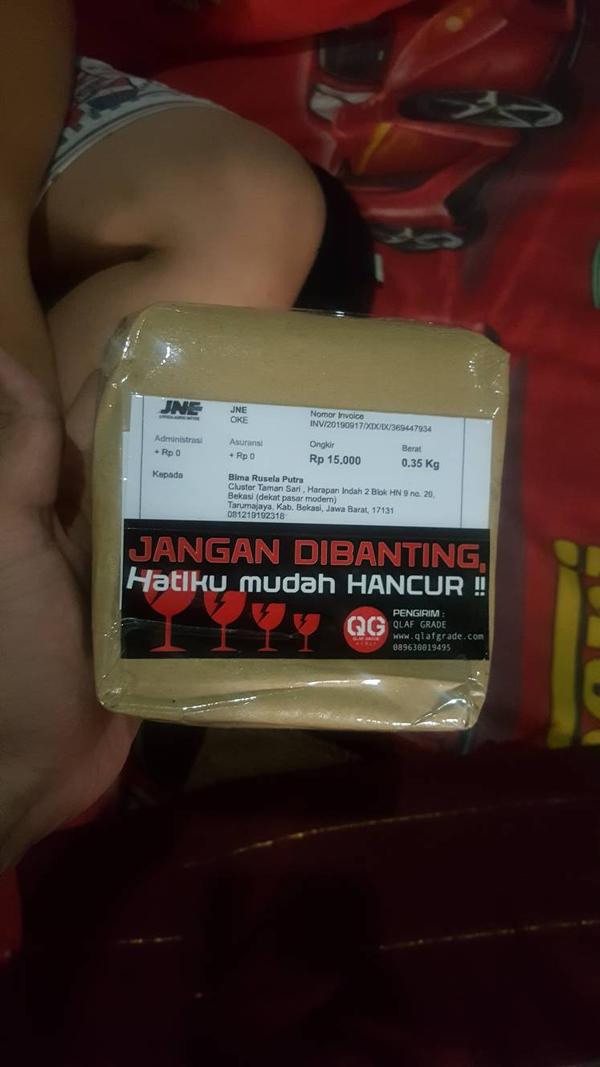 JNE
JNE
OKE
Nomor Invoice
INV/20190917/XIX/IX/369447934
Administrasi
+ Rp 0
Asuransi
+ Rp 0
Ongkir
Rp 15.000
Berat
0.35 Kg
Kepada
Bima Rusela Putra
Cluster Taman Sari , Harapan Indah 2 Blok HN 9 no. 20,
Bekasi (dekat pasar modern)
Tarumajaya, Kab. Bekasi, Jawa Barat, 17131
081219192318
JANGAN DIBANTING,
Hatiku mudah HANCUR !!
QG
QLAF GRADE
PENGIRIM :
QLAF GRADE
www.qlafgrade.com
089630019495